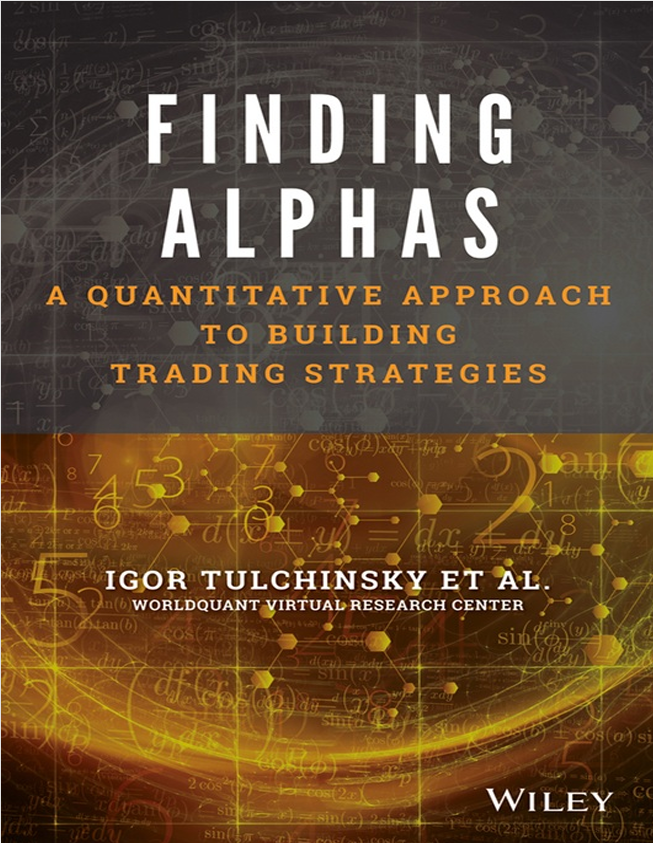 FINDING
ALPHAS
A QUANTITATIVE APPROACH
TO BUILDING
TRADING STRATEGIES
IGOR TULCHINSKY ET AL.
WORLDQUANT VIRTUAL RESEARCH CENTER
WILEY